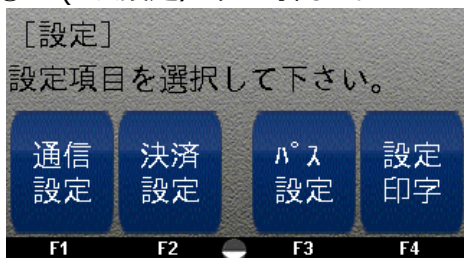 [設定]
設定項目を選択して下さい。
通信 決済 ﾊﾟｽ 設定
設定 設定 設定 印字
F1 F2 F3 F4